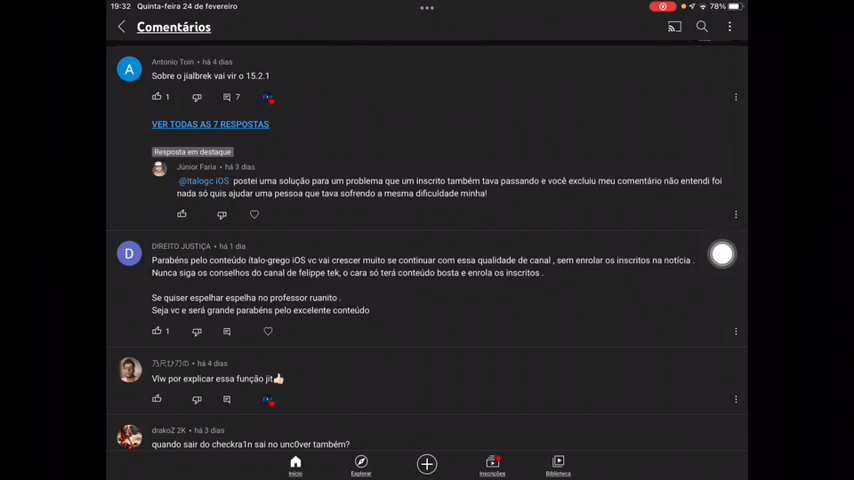 19:32 Quinta-feira 24 de fevereiro
78%
Comentários
A
Antonio Toin • há 4 dias
Sobre o jialbrek vai vir o 15.2.1
1 7
VER TODAS AS 7 RESPOSTAS
Resposta em destaque
Júnior Faria • há 3 dias
@Italogc iOS postei uma solução para um problema que um inscrito também tava passando e você excluiu meu comentário não entendi foi
nada só quis ajudar uma pessoa que tava sofrendo a mesma dificuldade minha!
D
DIREITO JUSTIÇA • há 1 dia
Parabéns pelo conteúdo ítalo-grego iOS vc vai crescer muito se continuar com essa qualidade de canal , sem enrolar os inscritos na notícia .
Nunca siga os conselhos do canal de felippe tek, o cara só terá conteúdo bosta e enrola os inscritos .
Se quiser espelhar espelha no professor ruanito .
Seja vc e será grande parabéns pelo excelente conteúdo
1
乃尺ひ刀の • há 4 dias
Vlw por explicar essa função jit👍🏻
drakoZ 2K • há 3 dias
quando sair do checkra1n sai no unc0ver também?
Início
Explorar
Inscrições
Biblioteca